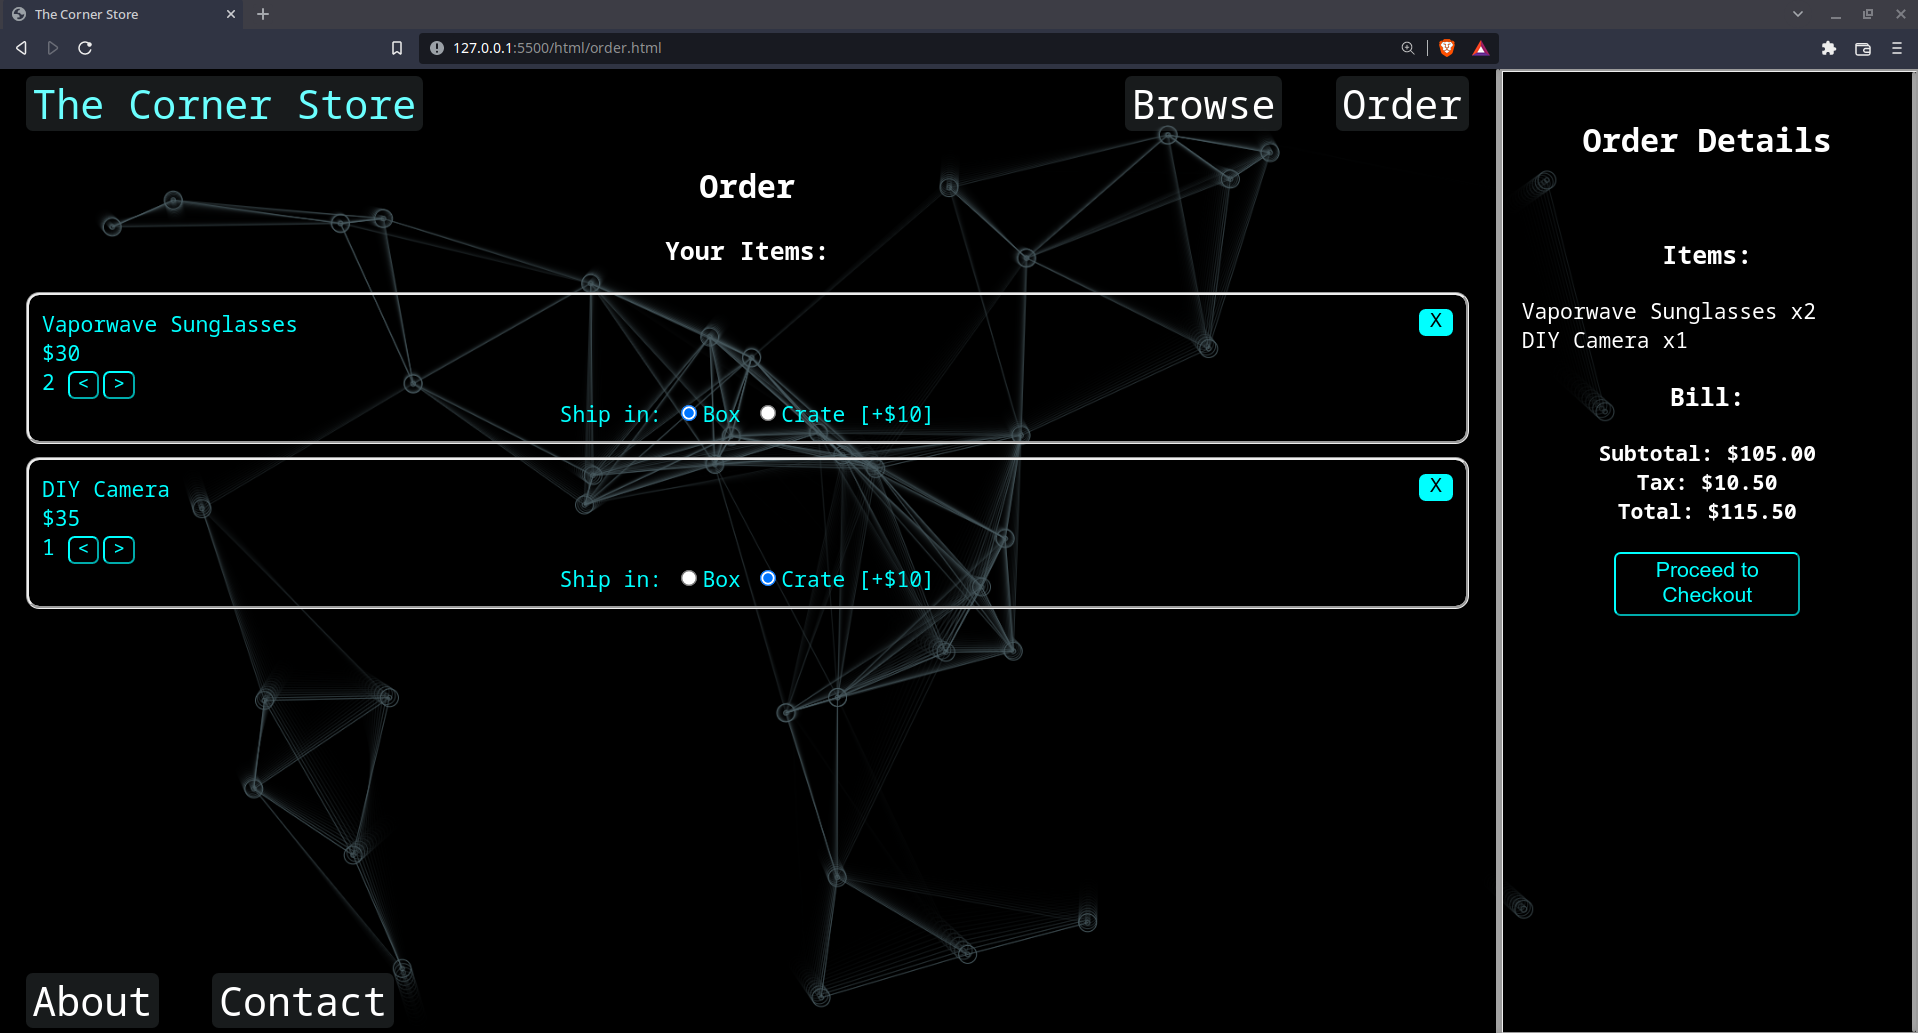 The Corner Store
127.0.0.1:5500/html/order.html
The Corner Store
Browse
Order
Order
Your Items:
Vaporwave Sunglasses
X
$30
2 < >
Ship in: Box Crate [+$10]
DIY Camera
X
$35
1 < >
Ship in: Box Crate [+$10]
About
Contact
Order Details
Items:
Vaporwave Sunglasses x2
DIY Camera x1
Bill:
Subtotal: $105.00
Tax: $10.50
Total: $115.50
Proceed to
Checkout